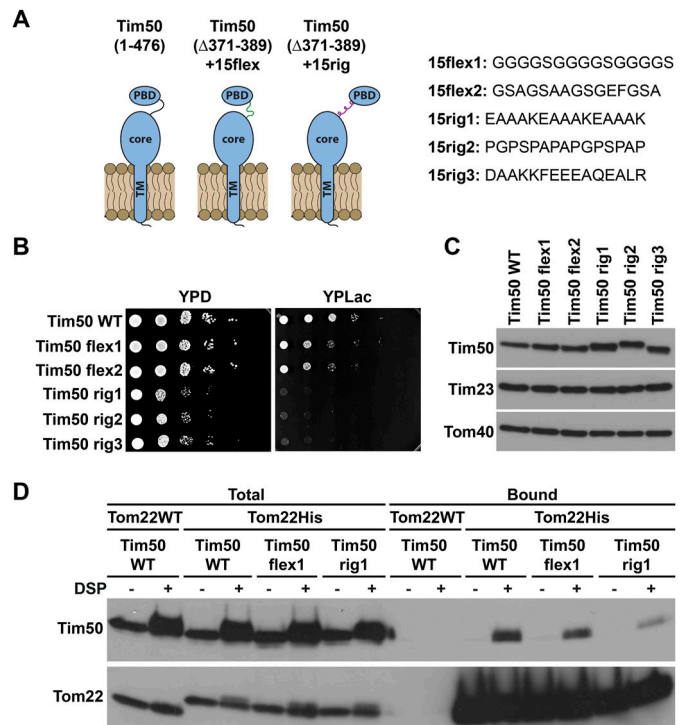 A
Tim50
(1-476)
Tim50
(Δ371-389)
+15flex
Tim50
(Δ371-389)
+15rig
PBD
core
TM
PBD
core
TM
PBD
core
TM
15flex1: GGGGSGGGGSGGGGS
15flex2: GSAGSAAGSGEFGSA
15rig1: EAAAKEAAAKEAAAK
15rig2: PGPSPAPAPGPSPAP
15rig3: DAAKKFEEEAQEALR
B
YPD YPLac
Tim50 WT
Tim50 flex1
Tim50 flex2
Tim50 rig1
Tim50 rig2
Tim50 rig3
C
Tim50 WT
Tim50 flex1
Tim50 flex2
Tim50 rig1
Tim50 rig2
Tim50 rig3
Tim50
Tim23
Tom40
D
Total Bound
Tom22WT Tom22His Tom22WT Tom22His
Tim50 Tim50 Tim50 Tim50 Tim50 Tim50 Tim50 Tim50
WT WT flex1 rig1 WT WT flex1 rig1
DSP - + - + - + - + - + - + - + - +
Tim50
Tom22